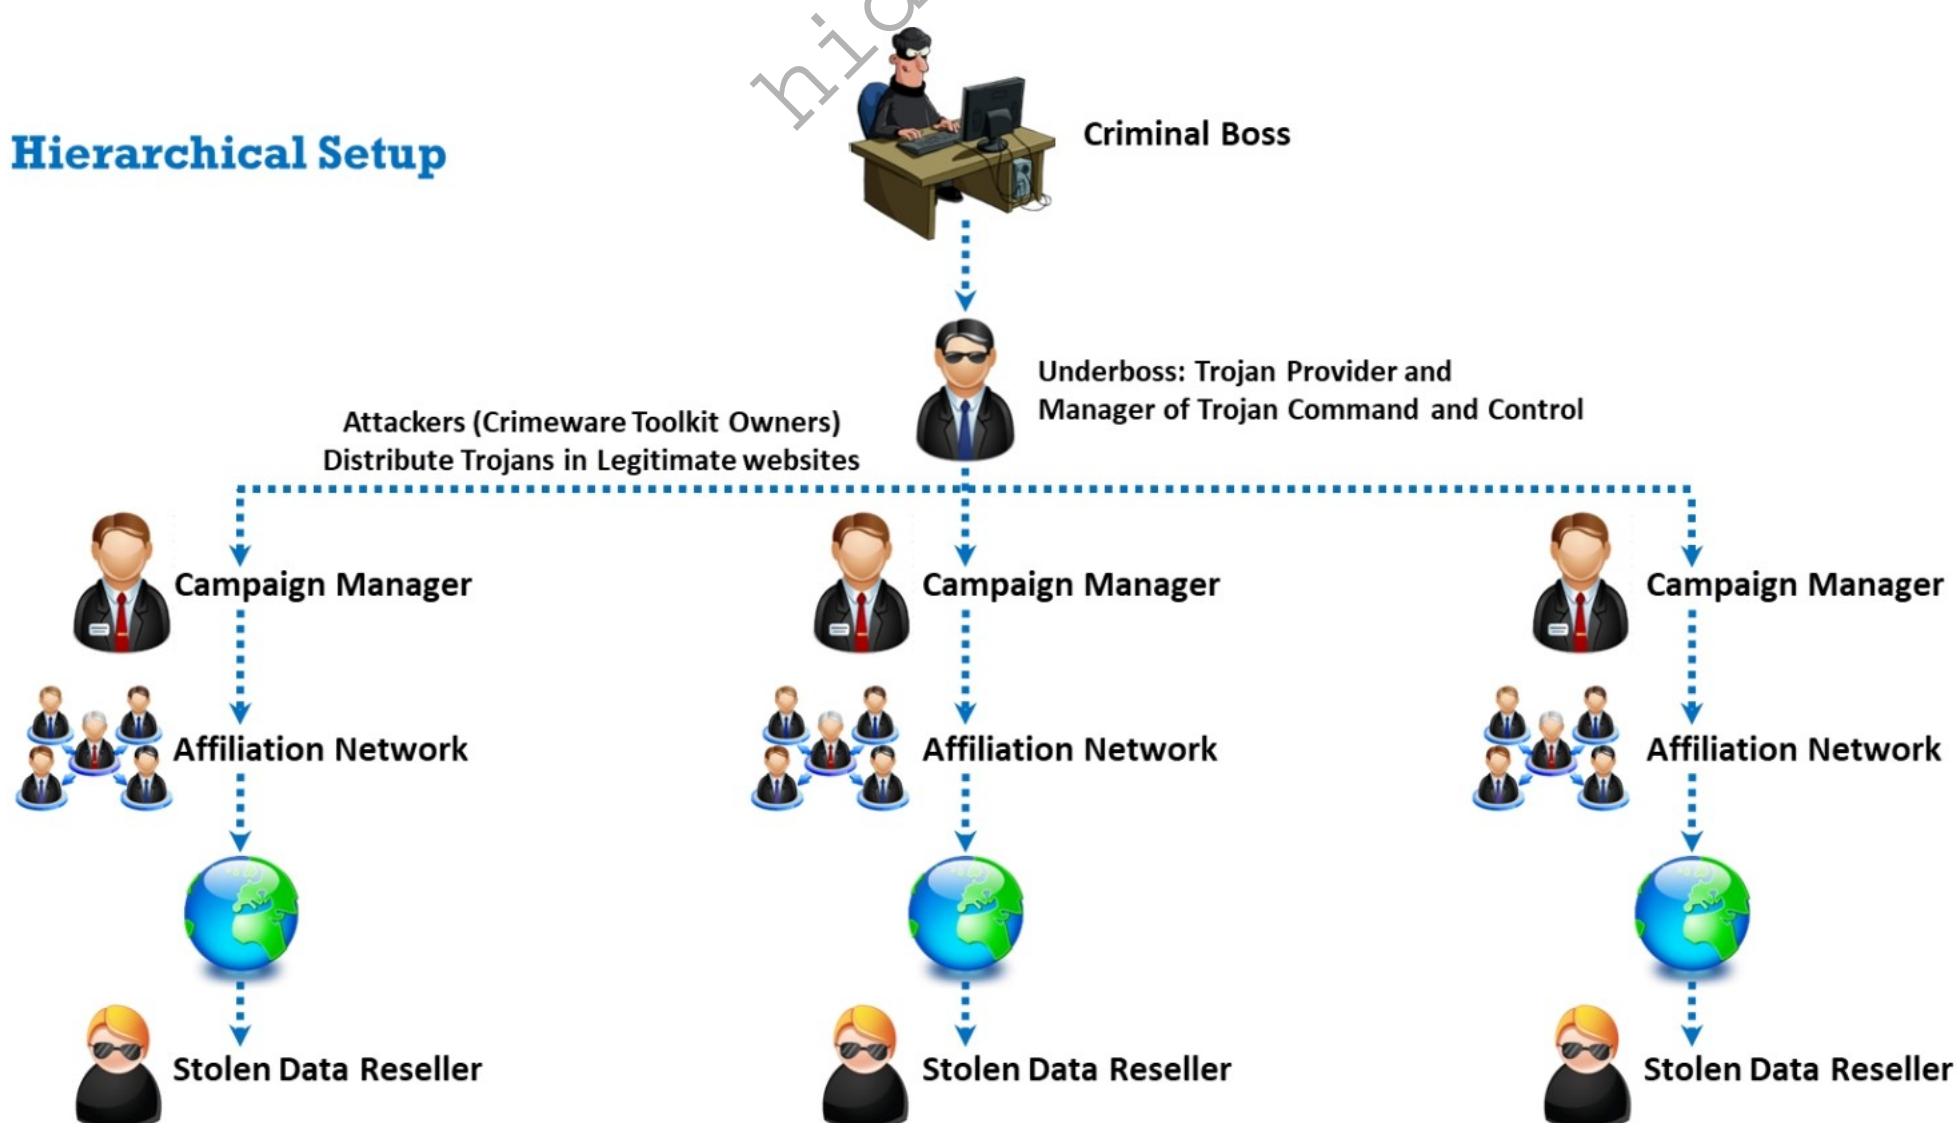 Hierarchical Setup
Criminal Boss
Underboss: Trojan Provider and
Manager of Trojan Command and Control
Attackers (Crimeware Toolkit Owners)
Distribute Trojans in Legitimate websites
Campaign Manager
Campaign Manager
Campaign Manager
Affiliation Network
Affiliation Network
Affiliation Network
Stolen Data Reseller
Stolen Data Reseller
Stolen Data Reseller